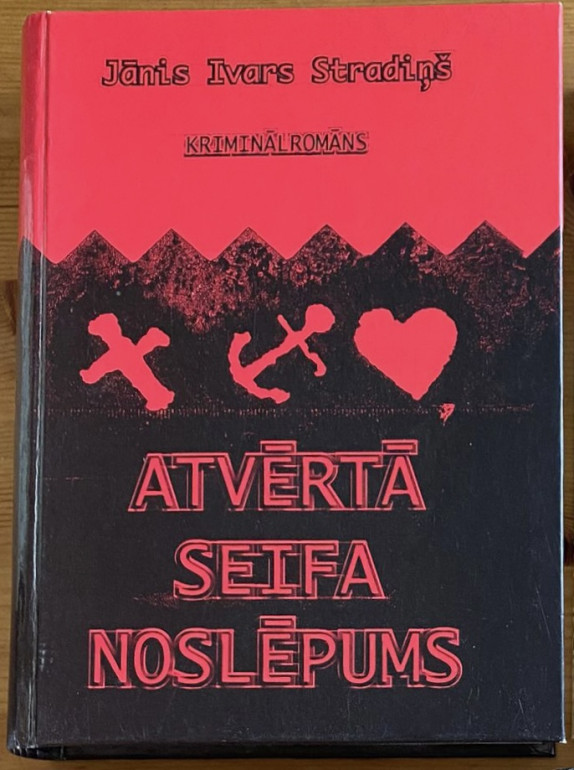 Jānis Ivars Stradiņš
KRIMINĀLROMĀNS
ATVĒRTĀ
SEIFA
NOSLĒPUMS